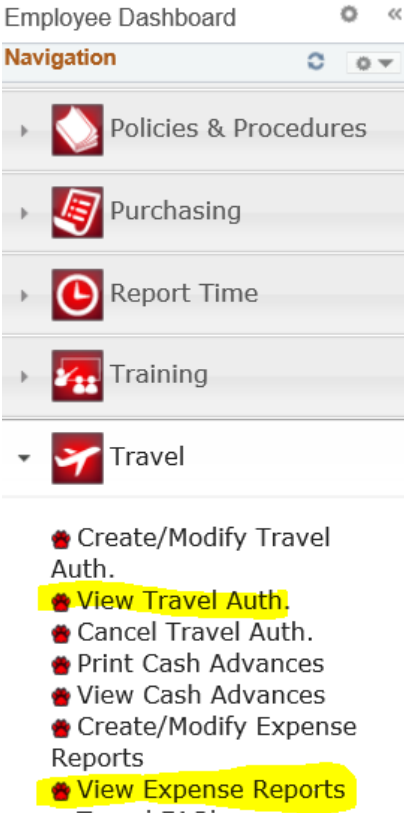 Employee Dashboard
Navigation
Policies & Procedures
Purchasing
Report Time
Training
Travel
Create/Modify Travel
Auth.
View Travel Auth.
Cancel Travel Auth.
Print Cash Advances
View Cash Advances
Create/Modify Expense
Reports
View Expense Reports